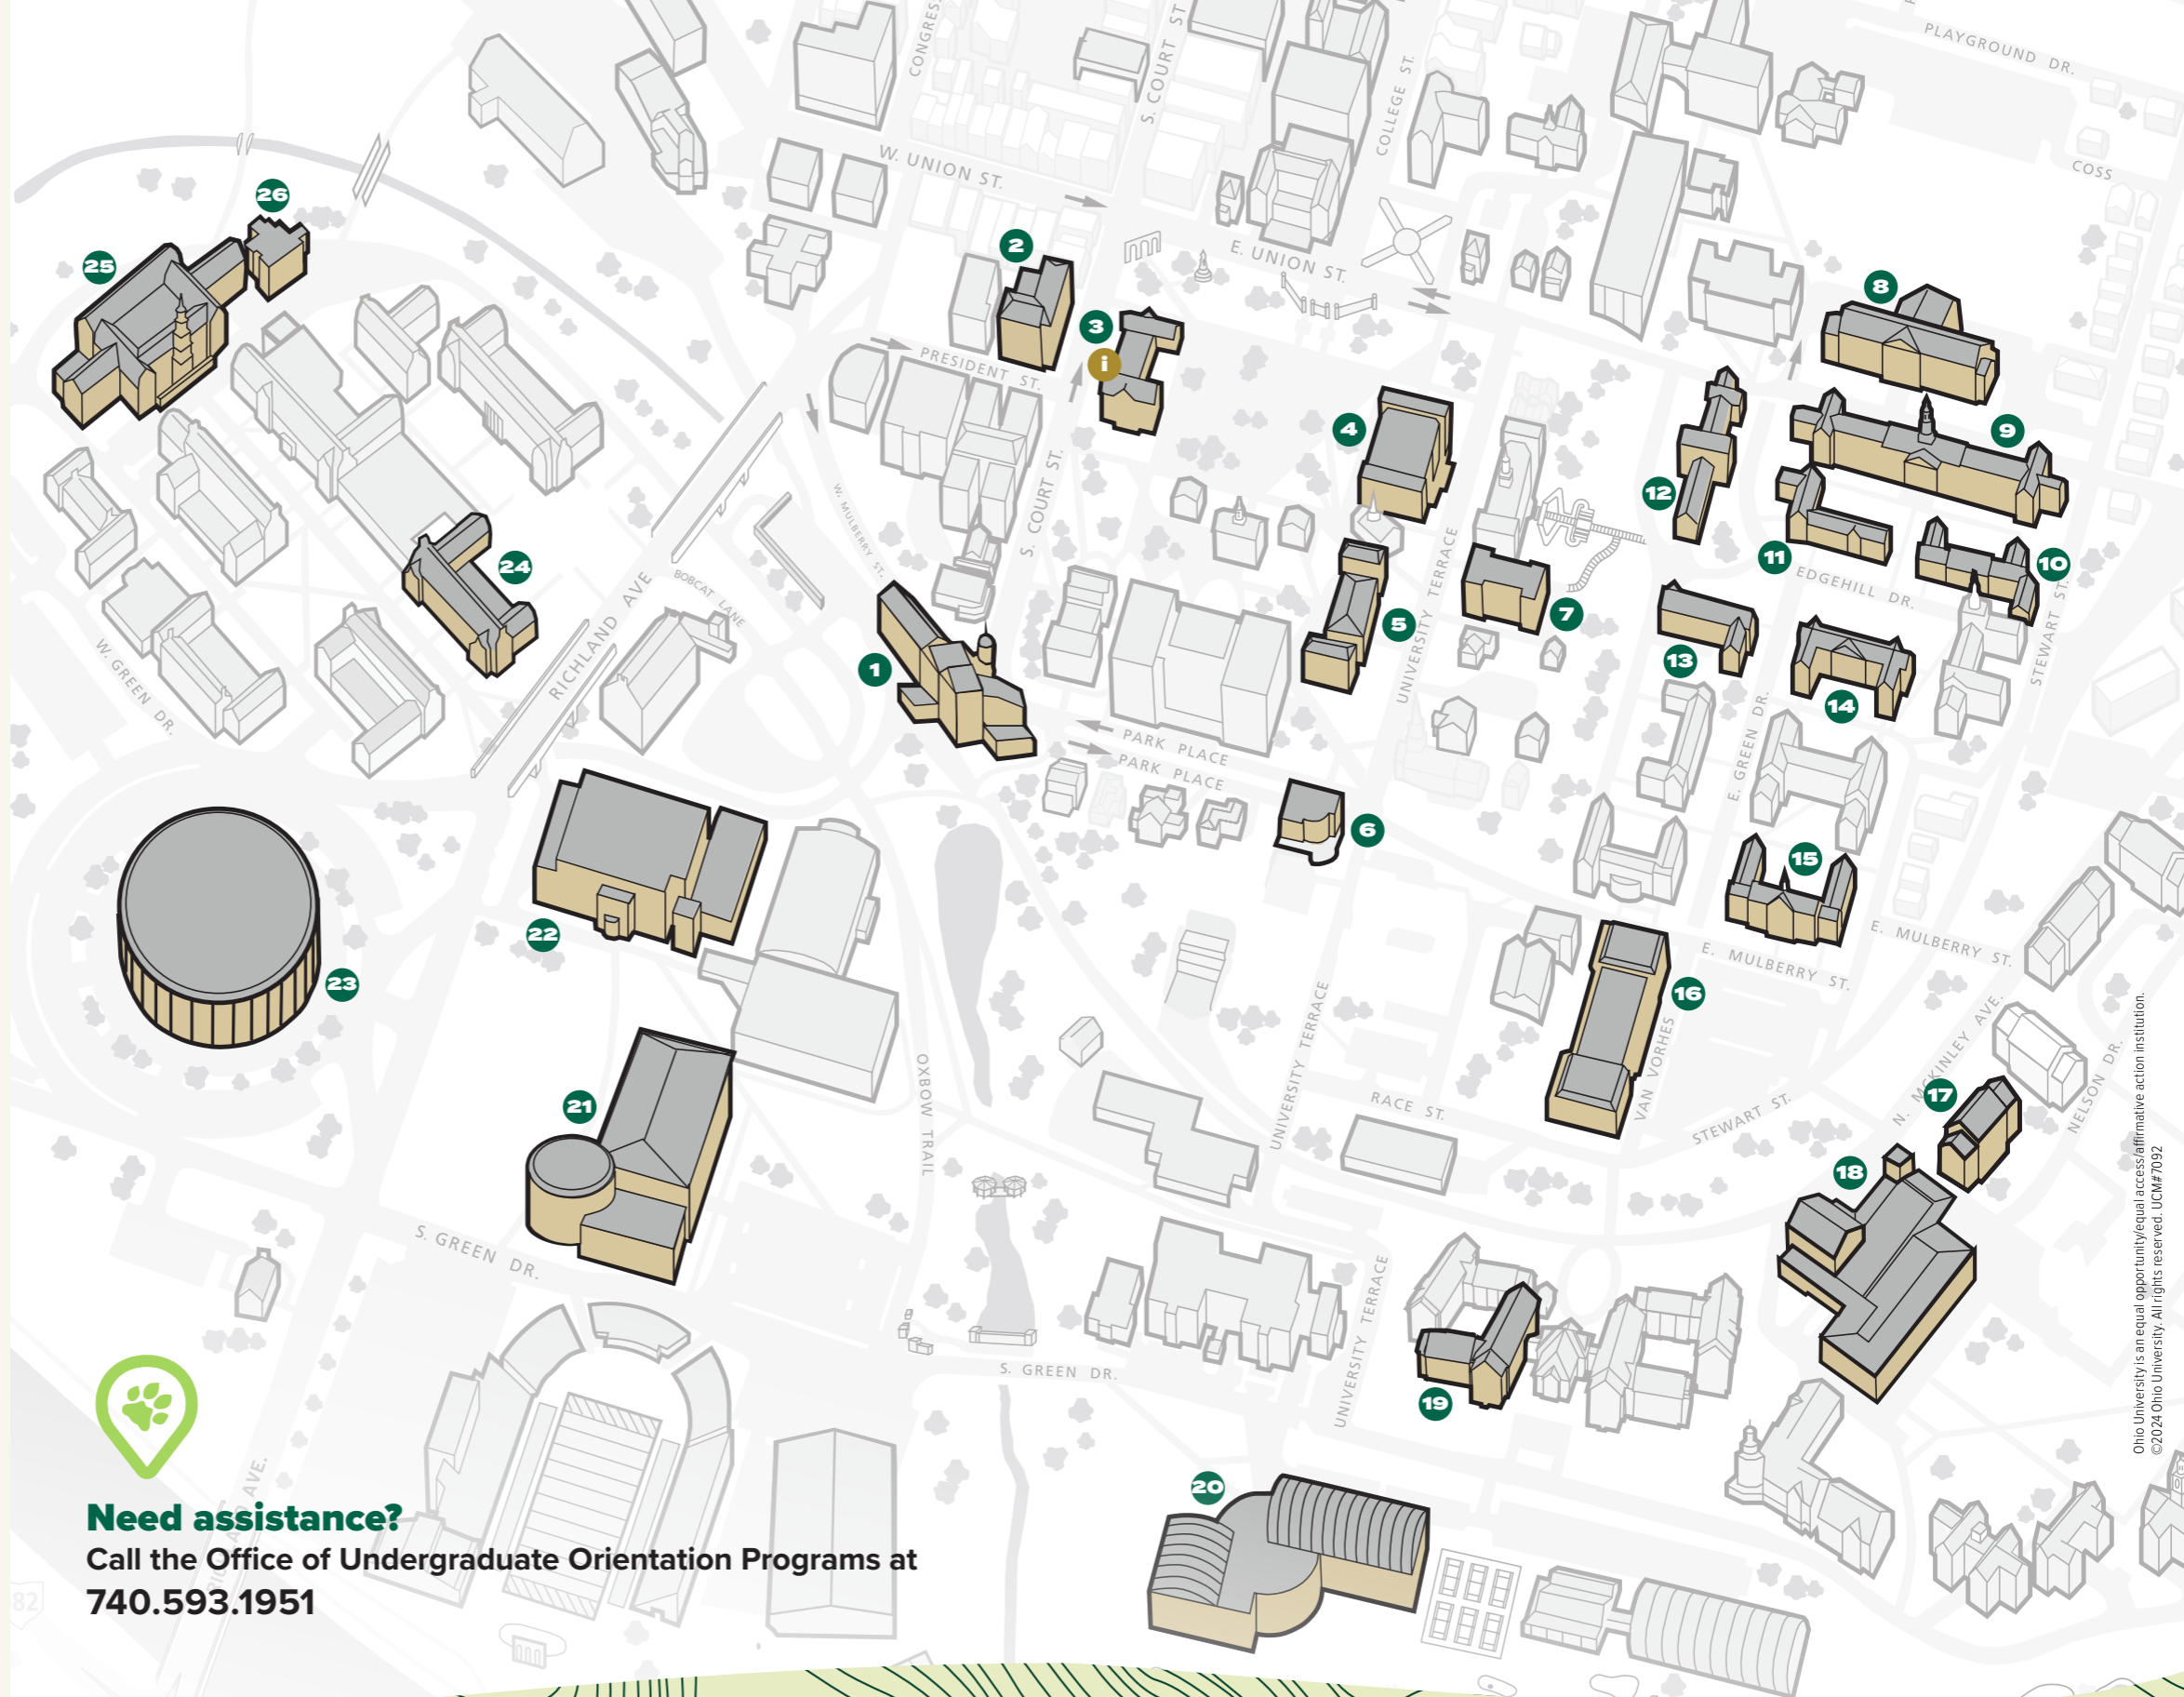 PLAYGROUND DR.
CONGRES
S. COURT ST
COLLEGE ST.
COSS
W. UNION ST.
26
2
E. UNION ST.
25
8
3
i
PRESIDENT ST.
4
9
12
W. MULBERRY ST.
S. COURT ST.
24
11
10
BOBCAT LANE
EDGEHILL DR.
RICHLAND AVE
UNIVERSITY TERRACE
7
5
STEWART ST.
W. GREEN DR.
1
13
14
E. GREEN DR.
PARK PLACE
PARK PLACE
6
15
22
E. MULBERRY ST.
E. MULBERRY ST.
23
16
UNIVERSITY TERRACE
N. MCKINLEY AVE.
NELSON DR.
VAN VORHES
OXBOW TRAIL
21
RACE ST.
17
STEWART ST.
18
S. GREEN DR.
UNIVERSITY TERRACE
S. GREEN DR.
19
20
AVE.
82
Need assistance?
Call the Office of Undergraduate Orientation Programs at
740.593.1951
Ohio University is an equal opportunity/equal access/affirmative action institution.
©2024 Ohio University. All rights reserved. UCM#7092